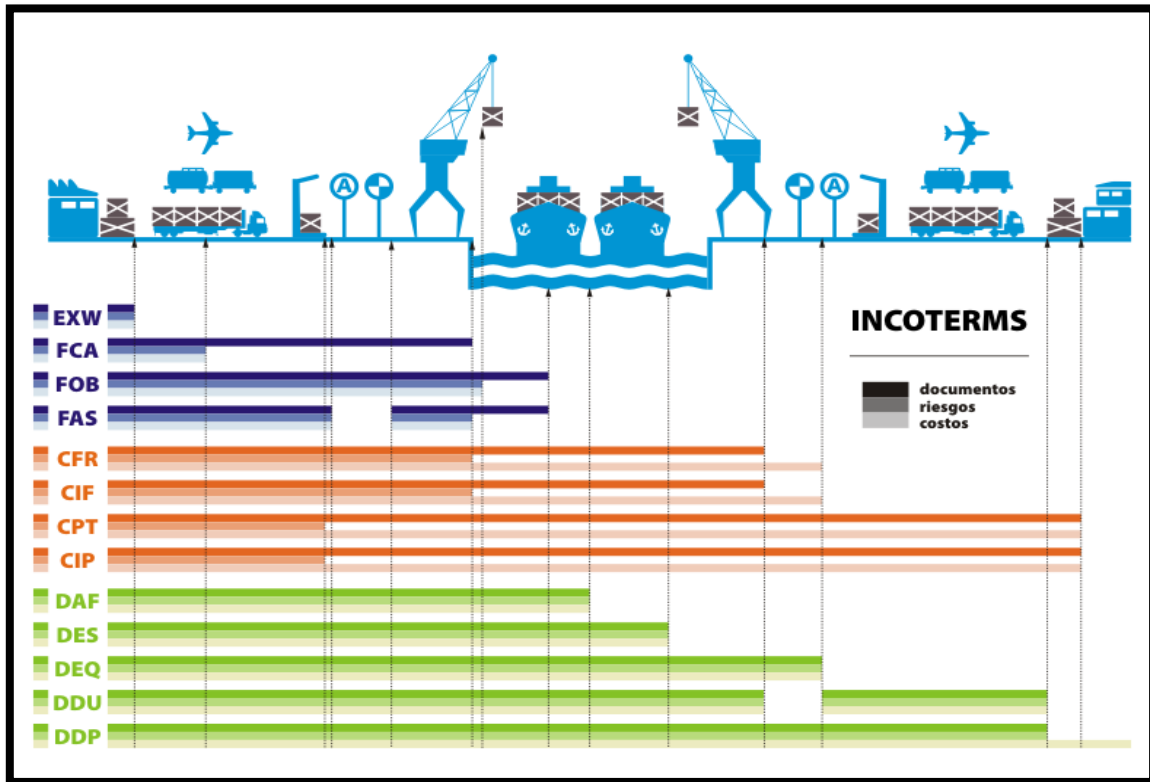 A
A
EXW
FCA
FOB
FAS
CFR
CIF
CPT
CIP
DAF
DES
DEQ
DDU
DDP
INCOTERMS
documentos
riesgos
costos